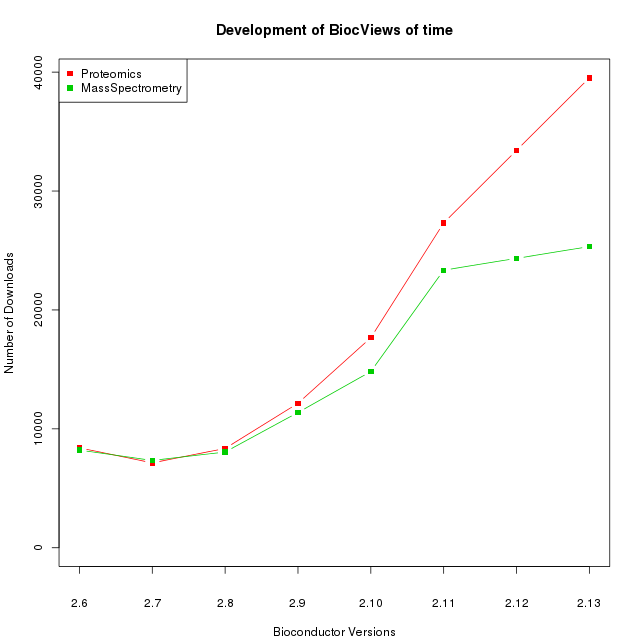 Development of BiocViews of time
Proteomics
MassSpectrometry
Number of Downloads
40000
30000
20000
10000
0
2.6 2.7 2.8 2.9 2.10 2.11 2.12 2.13
Bioconductor Versions